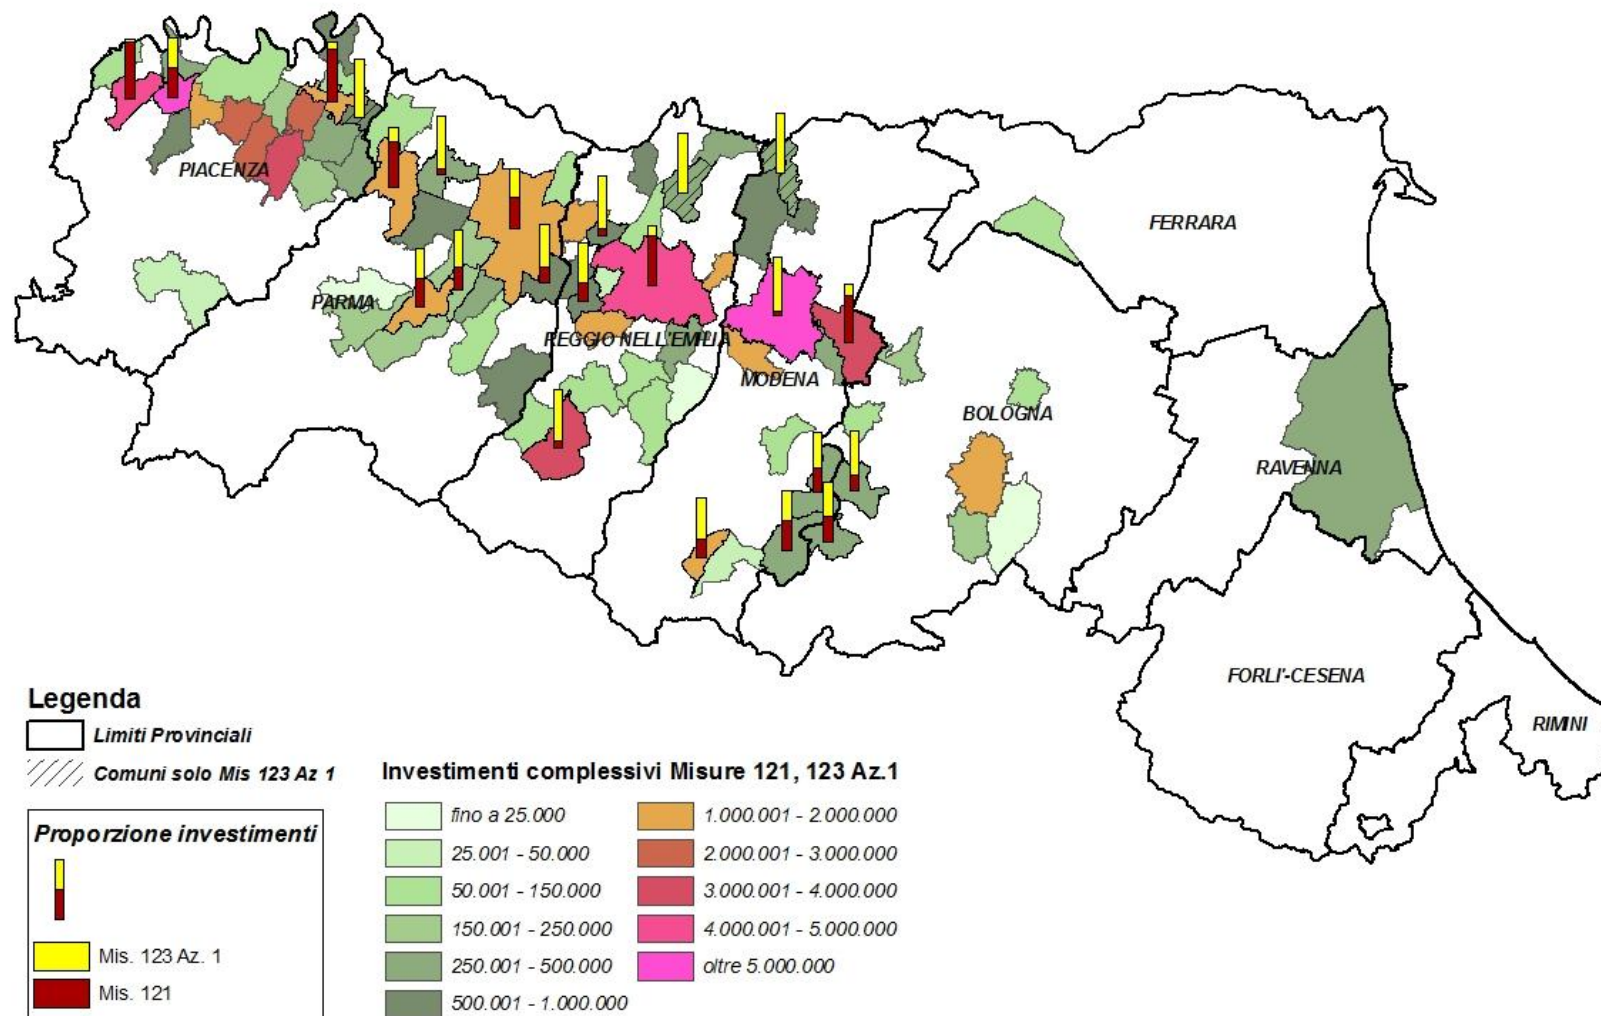 PIACENZA
FERRARA
PARMA
REGGIO NELL'EMILIA
MODENA
BOLOGNA
RAVENNA
FORLI'-CESENA
RIMINI
Legenda
Limiti Provinciali
Comuni solo Mis 123 Az 1
Proporzione investimenti
Mis. 123 Az. 1
Mis. 121
Investimenti complessivi Misure 121, 123 Az.1
fino a 25.000
25.001 - 50.000
50.001 - 150.000
150.001 - 250.000
250.001 - 500.000
500.001 - 1.000.000
1.000.001 - 2.000.000
2.000.001 - 3.000.000
3.000.001 - 4.000.000
4.000.001 - 5.000.000
oltre 5.000.000